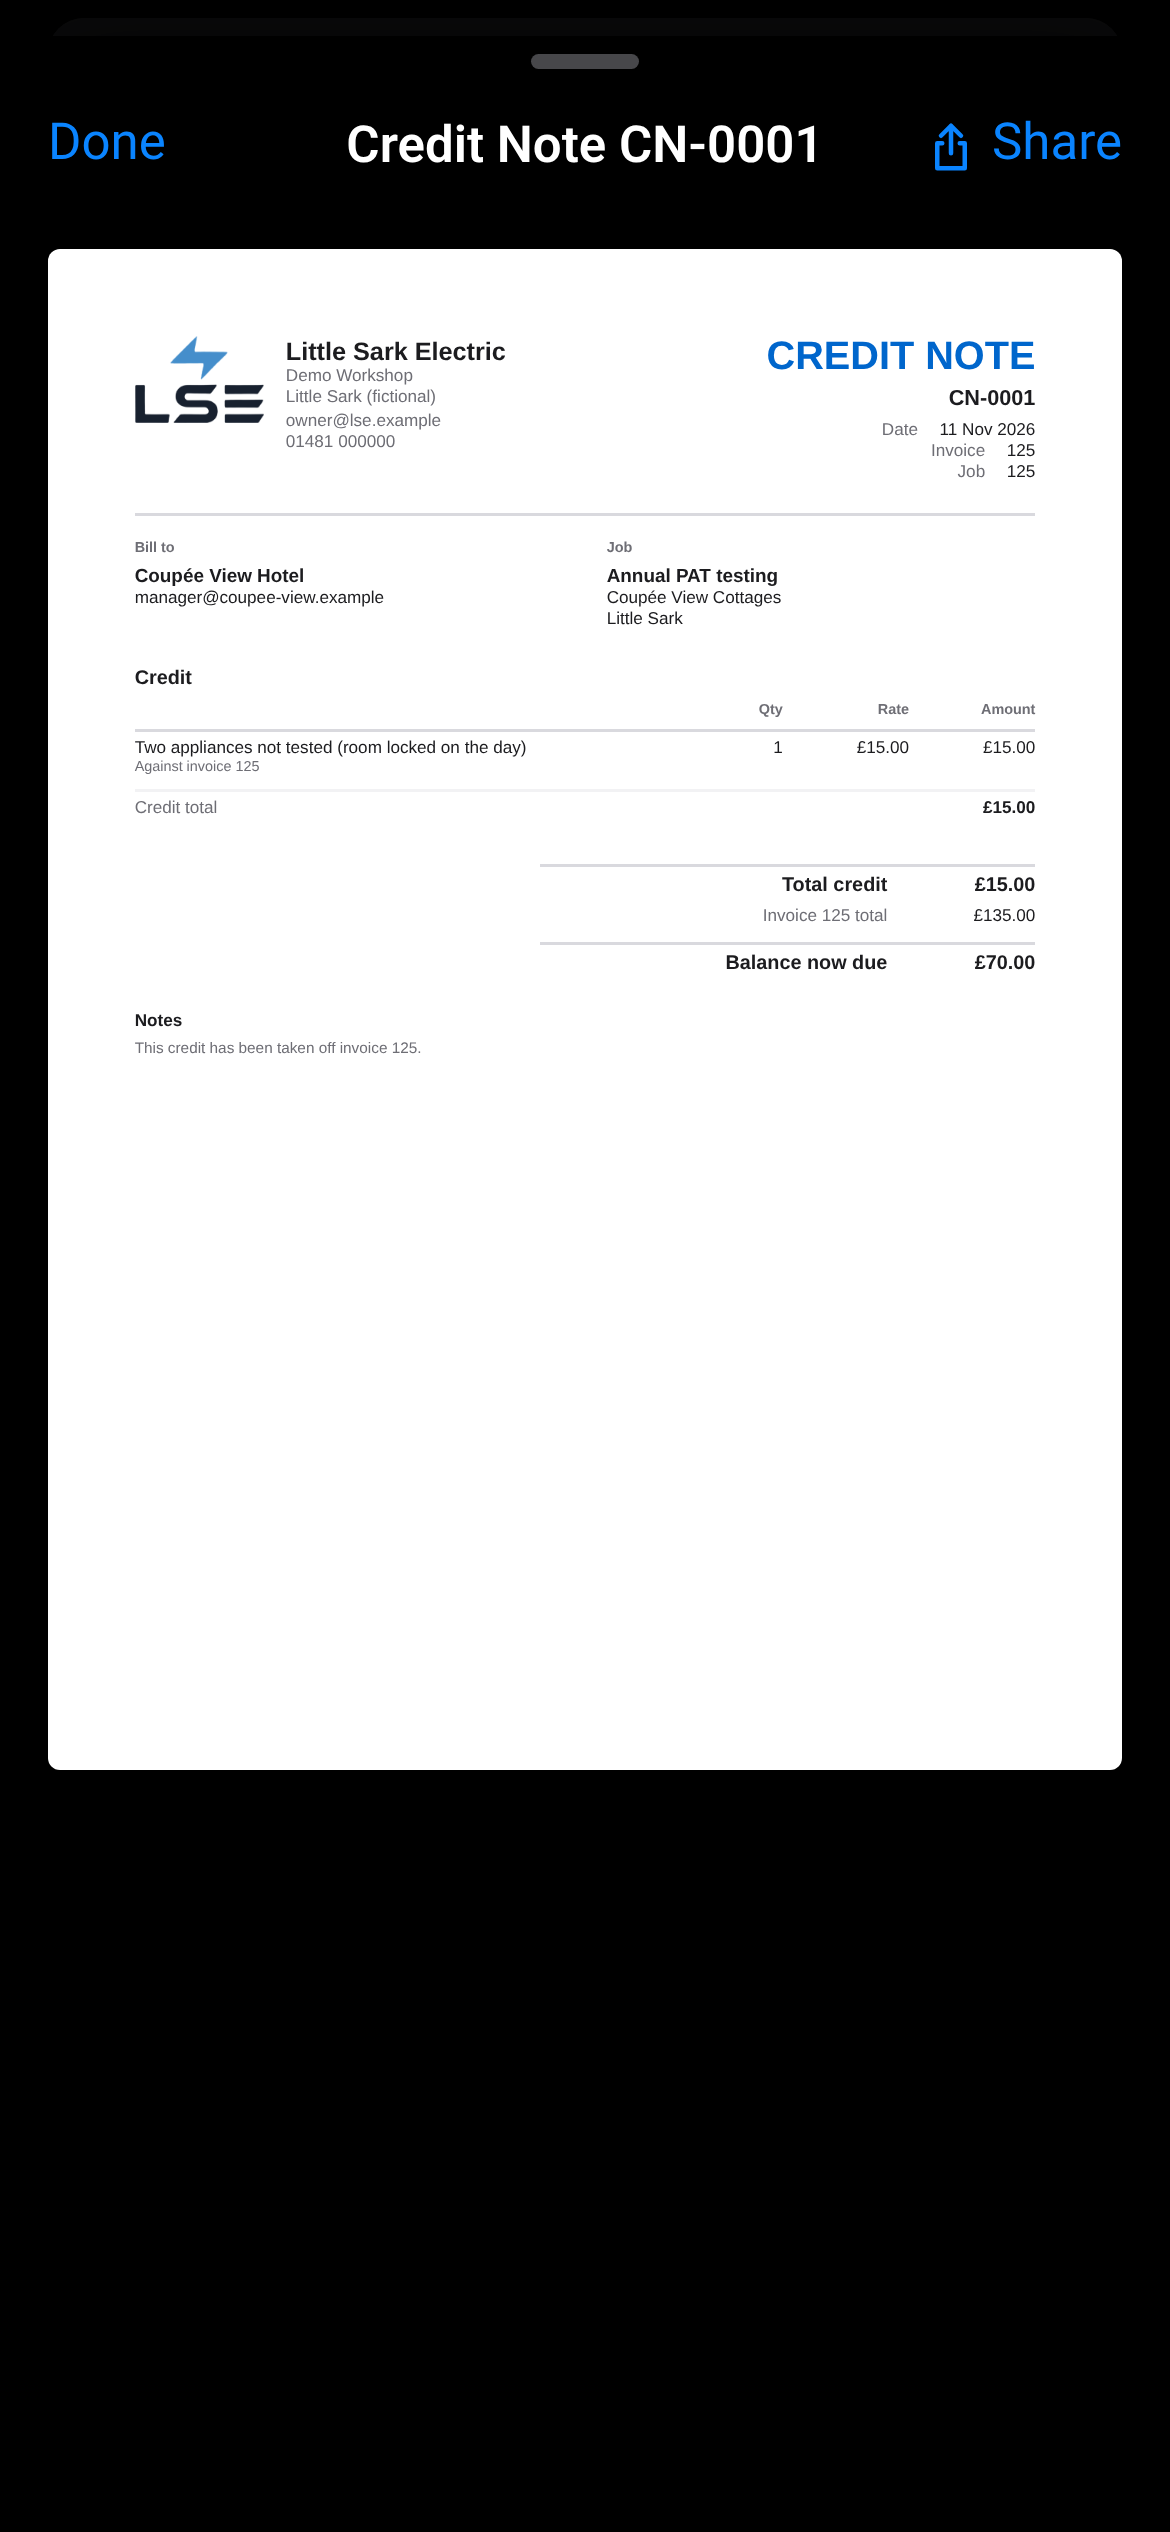 Done
Credit Note CN-0001
Share
LSE
Little Sark Electric
Demo Workshop
Little Sark (fictional)
owner@lse.example
01481 000000
CREDIT NOTE
CN-0001
Date 11 Nov 2026
Invoice 125
Job 125
Bill to
Coupée View Hotel
manager@coupee-view.example
Job
Annual PAT testing
Coupée View Cottages
Little Sark
Credit
Qty Rate Amount
Two appliances not tested (room locked on the day) 1 £15.00 £15.00
Against invoice 125
Credit total £15.00
Total credit £15.00
Invoice 125 total £135.00
Balance now due £70.00
Notes
This credit has been taken off invoice 125.